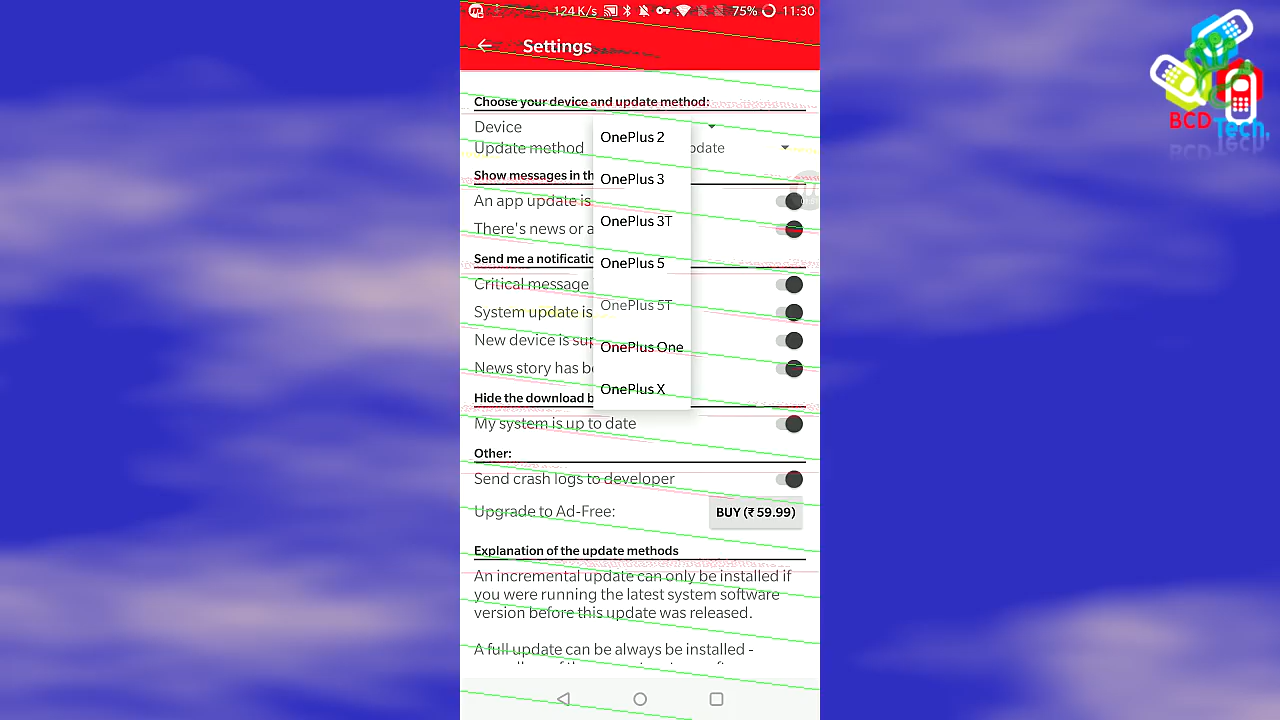 124 K/s 75% 11:30
Settings
Choose your device and update method:
Device
Update method
pdate
OnePlus 2
OnePlus 3
OnePlus 3T
OnePlus 5
OnePlus 5T
OnePlus One
OnePlus X
Show messages in th
An app update is
There's news or a
Send me a notificatio
Critical message
System update is
New device is sup
News story has be
Hide the download b
My system is up to date
Other:
Send crash logs to developer
Upgrade to Ad-Free:
BUY (₹ 59.99)
Explanation of the update methods
An incremental update can only be installed if
you were running the latest system software
version before this update was released.
A full update can be always be installed -
BCD Tech.